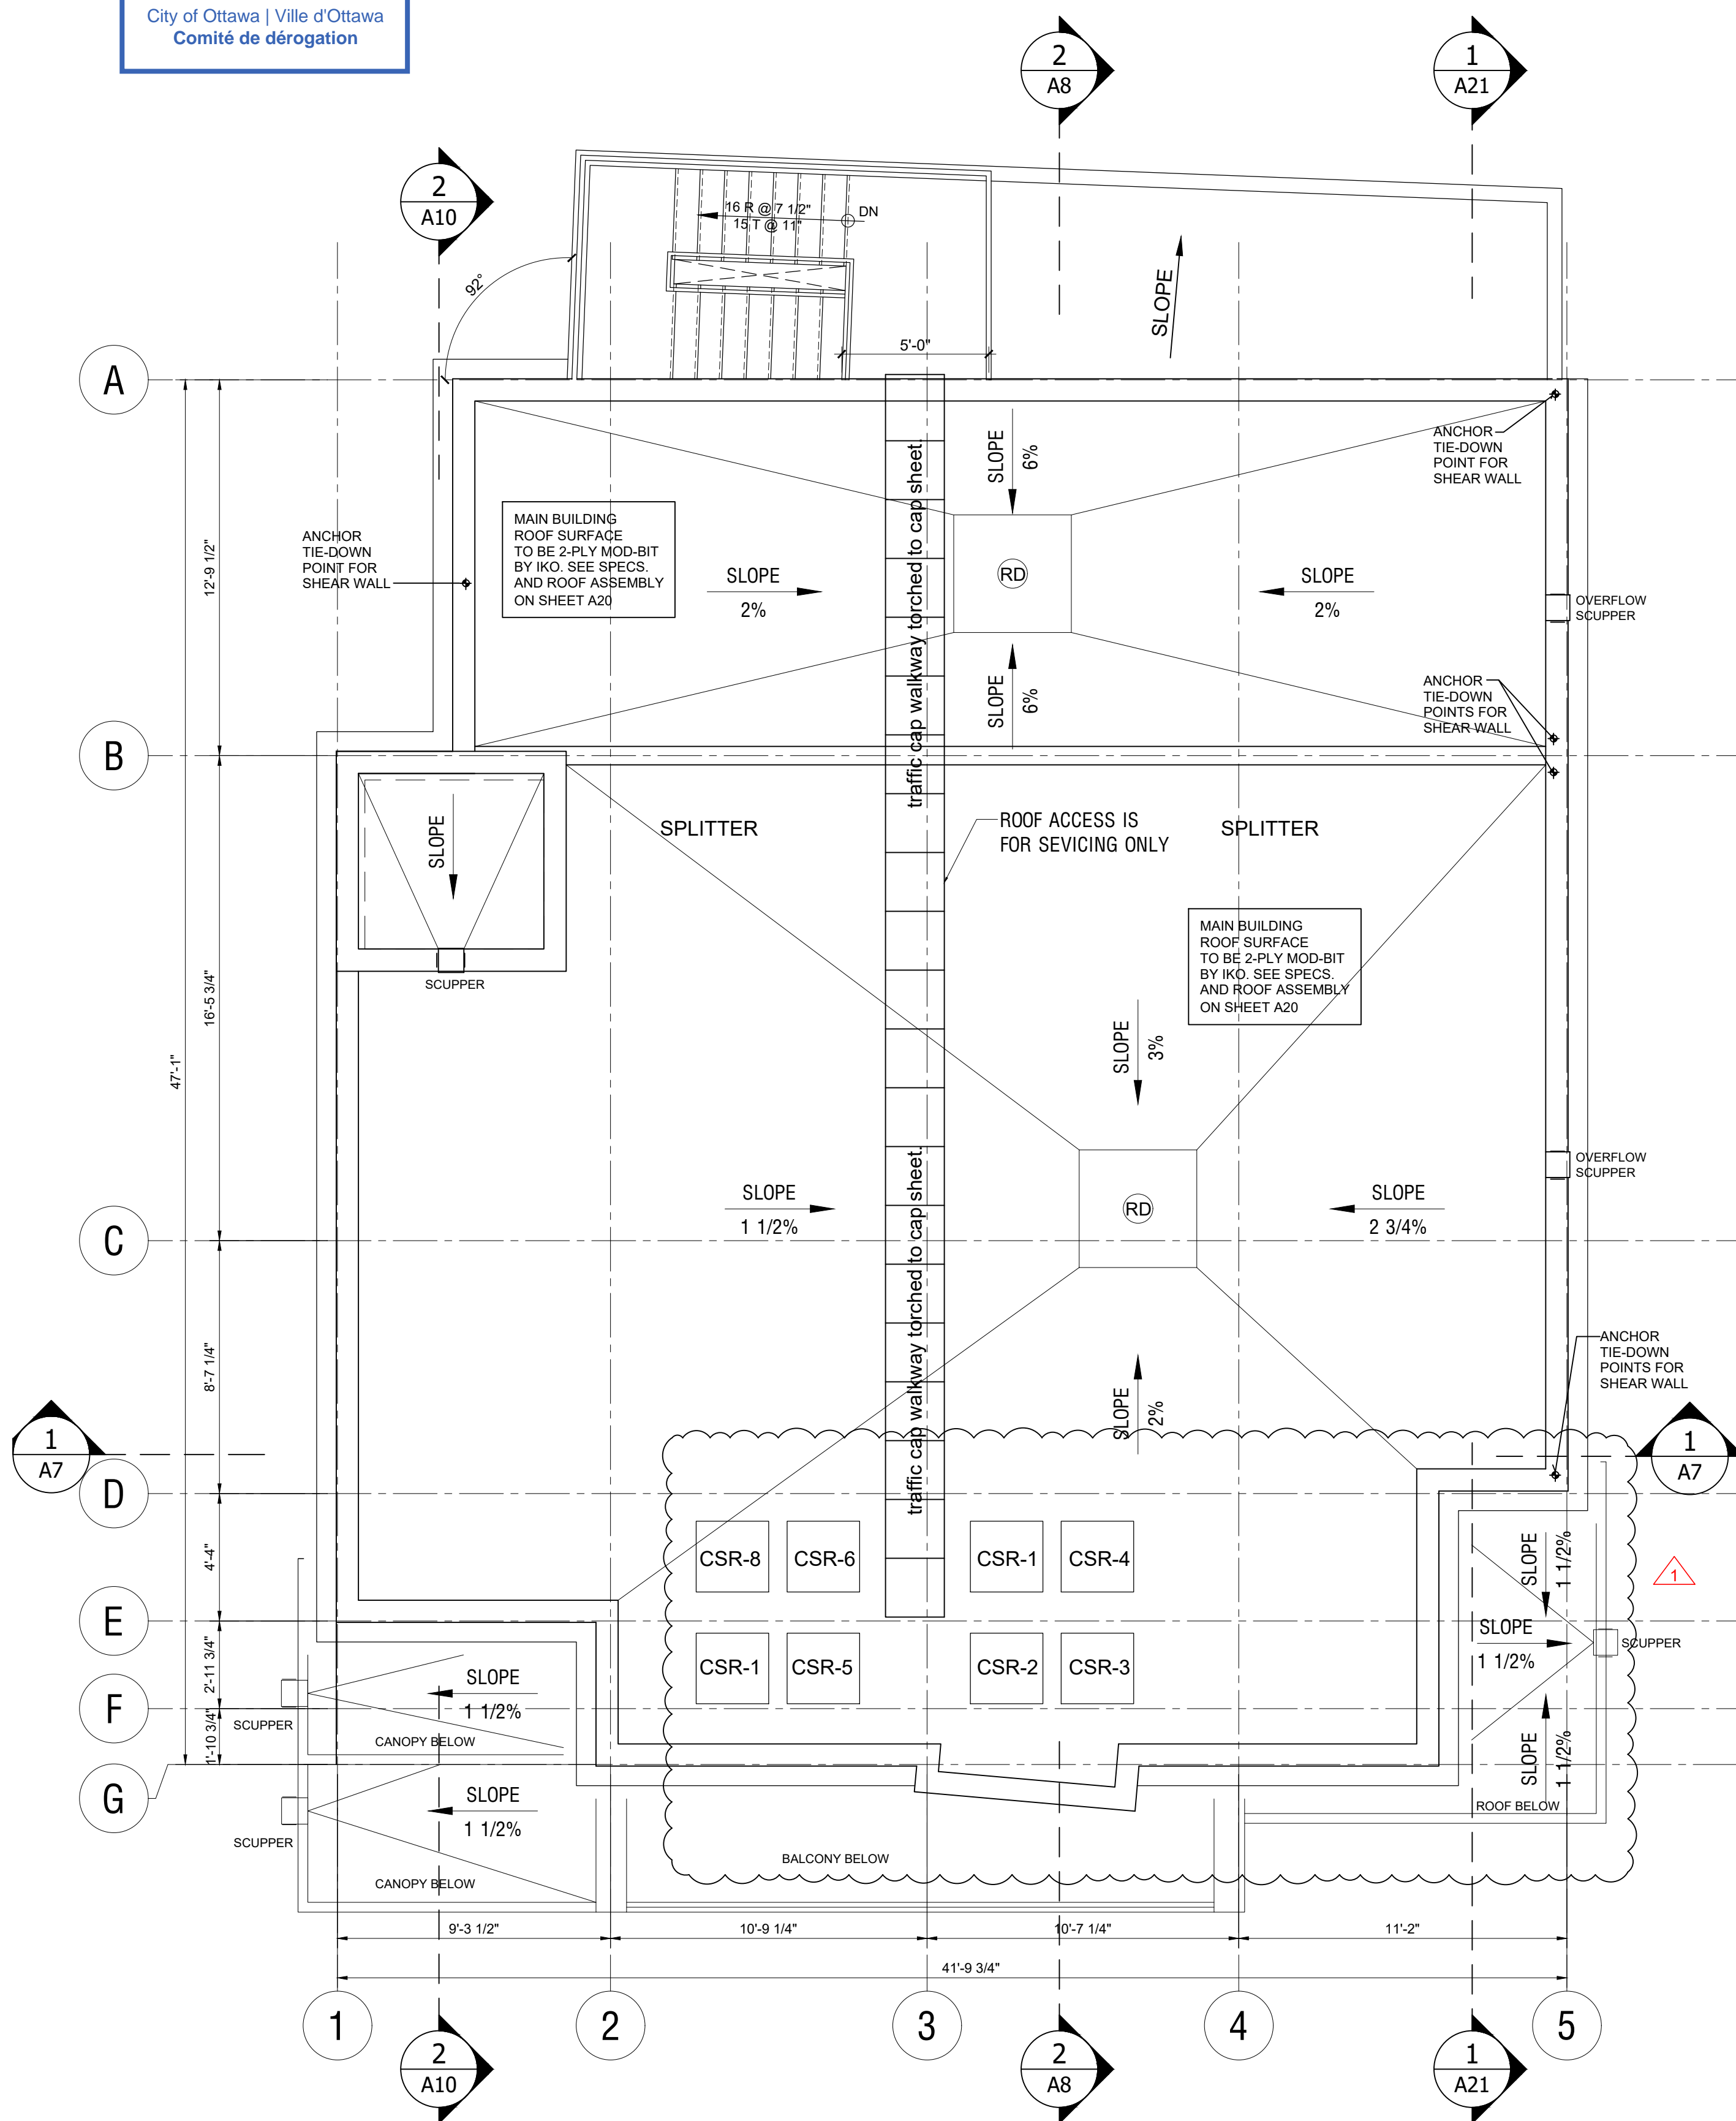 City of Ottawa | Ville d'Ottawa
Comité de dérogation
2
A8
1
A21
2
A10
16 R @ 7 1/2"
15 T @ 11"
DN
92°
SLOPE
5'-0"
A
ANCHOR
TIE-DOWN
POINT FOR
SHEAR WALL
SLOPE
6%
traffic cap walkway torched to cap sheet.
MAIN BUILDING
ROOF SURFACE
TO BE 2-PLY MOD-BIT
BY IKO. SEE SPECS.
AND ROOF ASSEMBLY
ON SHEET A20
ANCHOR
TIE-DOWN
POINT FOR
SHEAR WALL
12'-9 1/2"
SLOPE
2%
RD
SLOPE
2%
OVERFLOW
SCUPPER
SLOPE
6%
ANCHOR
TIE-DOWN
POINTS FOR
SHEAR WALL
B
SLOPE
SPLITTER
ROOF ACCESS IS
FOR SEVICING ONLY
SPLITTER
SCUPPER
16'-5 3/4"
MAIN BUILDING
ROOF SURFACE
TO BE 2-PLY MOD-BIT
BY IKO. SEE SPECS.
AND ROOF ASSEMBLY
ON SHEET A20
47'-1"
SLOPE
3%
traffic cap walkway torched to cap sheet.
OVERFLOW
SCUPPER
SLOPE
1 1/2%
RD
SLOPE
2 3/4%
C
8'-7 1/4"
ANCHOR
TIE-DOWN
POINTS FOR
SHEAR WALL
SLOPE
2%
1
A7
1
A7
D
4'-4"
CSR-8
CSR-6
CSR-1
CSR-4
SLOPE
1 1/2%
1
E
SLOPE
1 1/2%
SCUPPER
2'-11 3/4"
CSR-1
CSR-5
CSR-2
CSR-3
SLOPE
1 1/2%
SCUPPER
CANOPY BELOW
F
1'-10 3/4"
SLOPE
1 1/2%
G
SLOPE
1 1/2%
SCUPPER
CANOPY BELOW
BALCONY BELOW
ROOF BELOW
9'-3 1/2"
10'-9 1/4"
10'-7 1/4"
11'-2"
41'-9 3/4"
1
2
3
4
5
2
A10
2
A8
1
A21